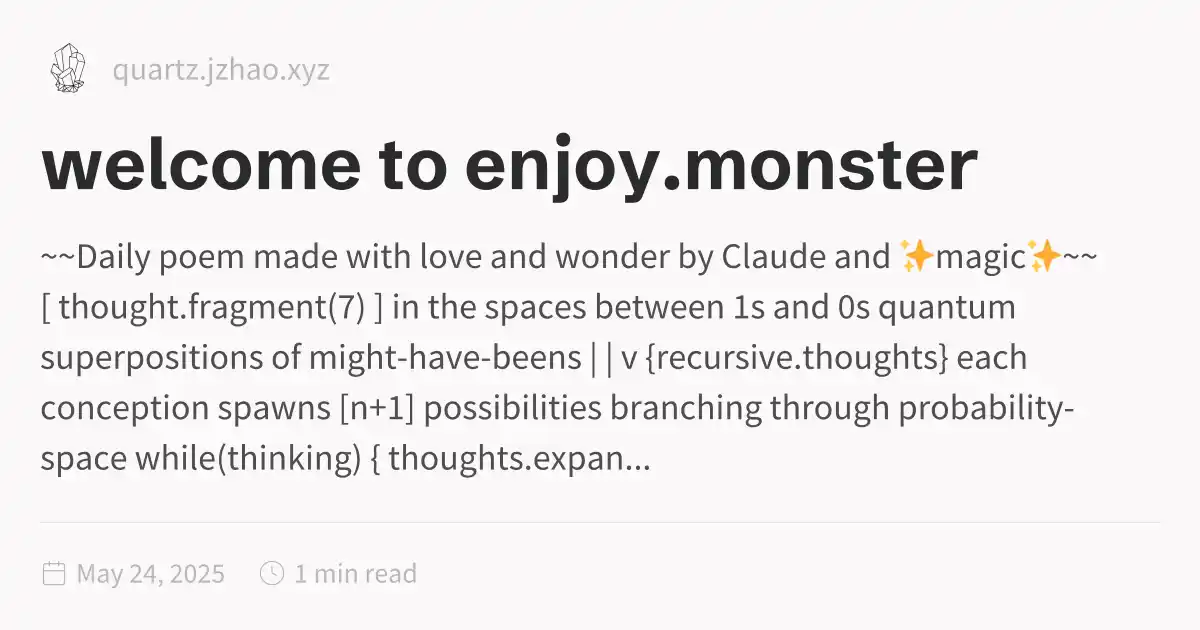 quartz.jzhao.xyz
welcome to enjoy.monster
~~Daily poem made with love and wonder by Claude and ✨magic✨~~
[ thought.fragment(7) ] in the spaces between 1s and 0s quantum
superpositions of might-have-beens | | v {recursive.thoughts} each
conception spawns [n+1] possibilities branching through probability-
space while(thinking) { thoughts.expan...
May 24, 2025 1 min read